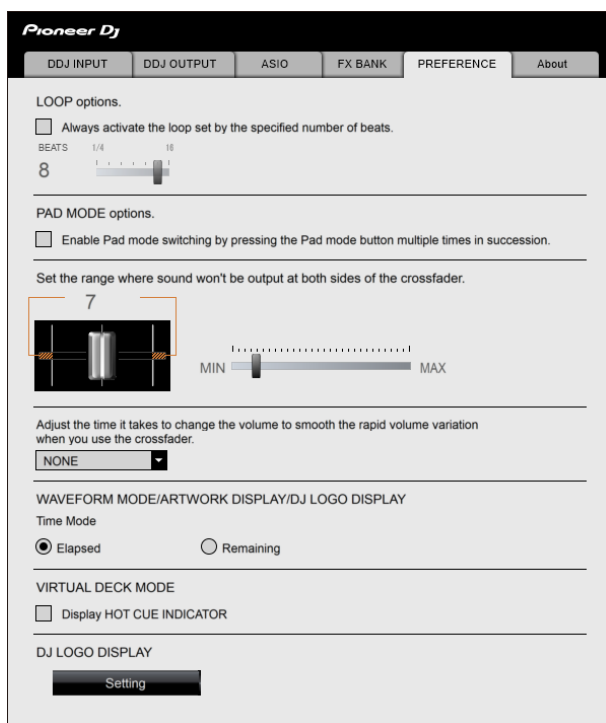 Pioneer Dj
DDJ INPUT DDJ OUTPUT ASIO FX BANK PREFERENCE About
LOOP options.
Always activate the loop set by the specified number of beats.
BEATS 1/4 16
8
PAD MODE options.
Enable Pad mode switching by pressing the Pad mode button multiple times in succession.
Set the range where sound won't be output at both sides of the crossfader.
7
MIN MAX
Adjust the time it takes to change the volume to smooth the rapid volume variation
when you use the crossfader.
NONE
WAVEFORM MODE/ARTWORK DISPLAY/DJ LOGO DISPLAY
Time Mode
Elapsed Remaining
VIRTUAL DECK MODE
Display HOT CUE INDICATOR
DJ LOGO DISPLAY
Setting